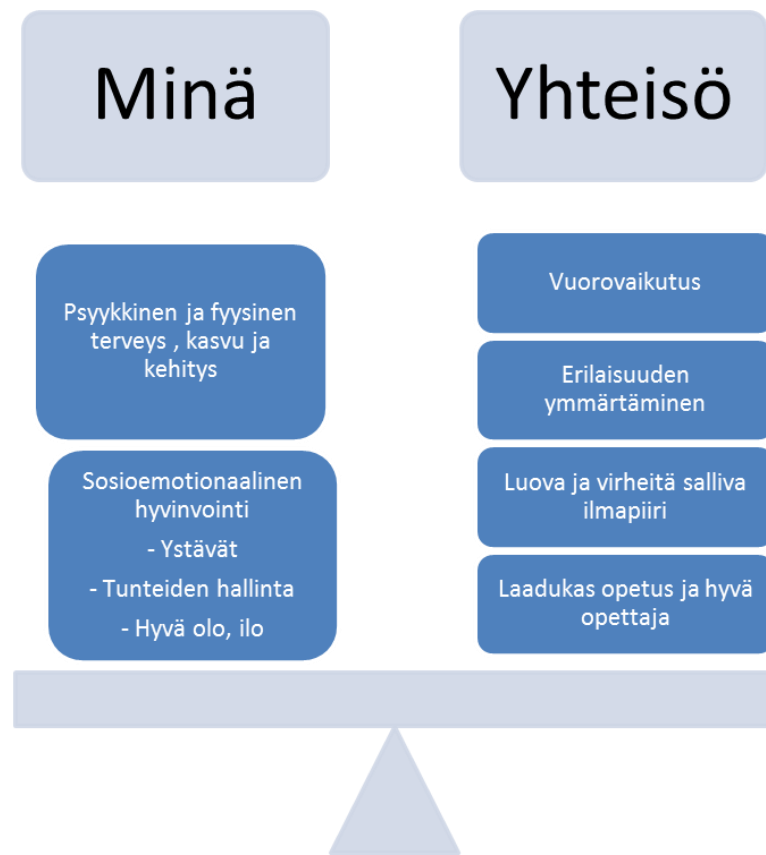 Minä
Yhteisö
Psyykkinen ja fyysinen
terveys , kasvu ja
kehitys
Sosioemotionaalinen
hyvinvointi
- Ystävät
- Tunteiden hallinta
- Hyvä olo, ilo
Vuorovaikutus
Erilaisuuden
ymmärtäminen
Luova ja virheitä salliva
ilmapiiri
Laadukas opetus ja hyvä
opettaja